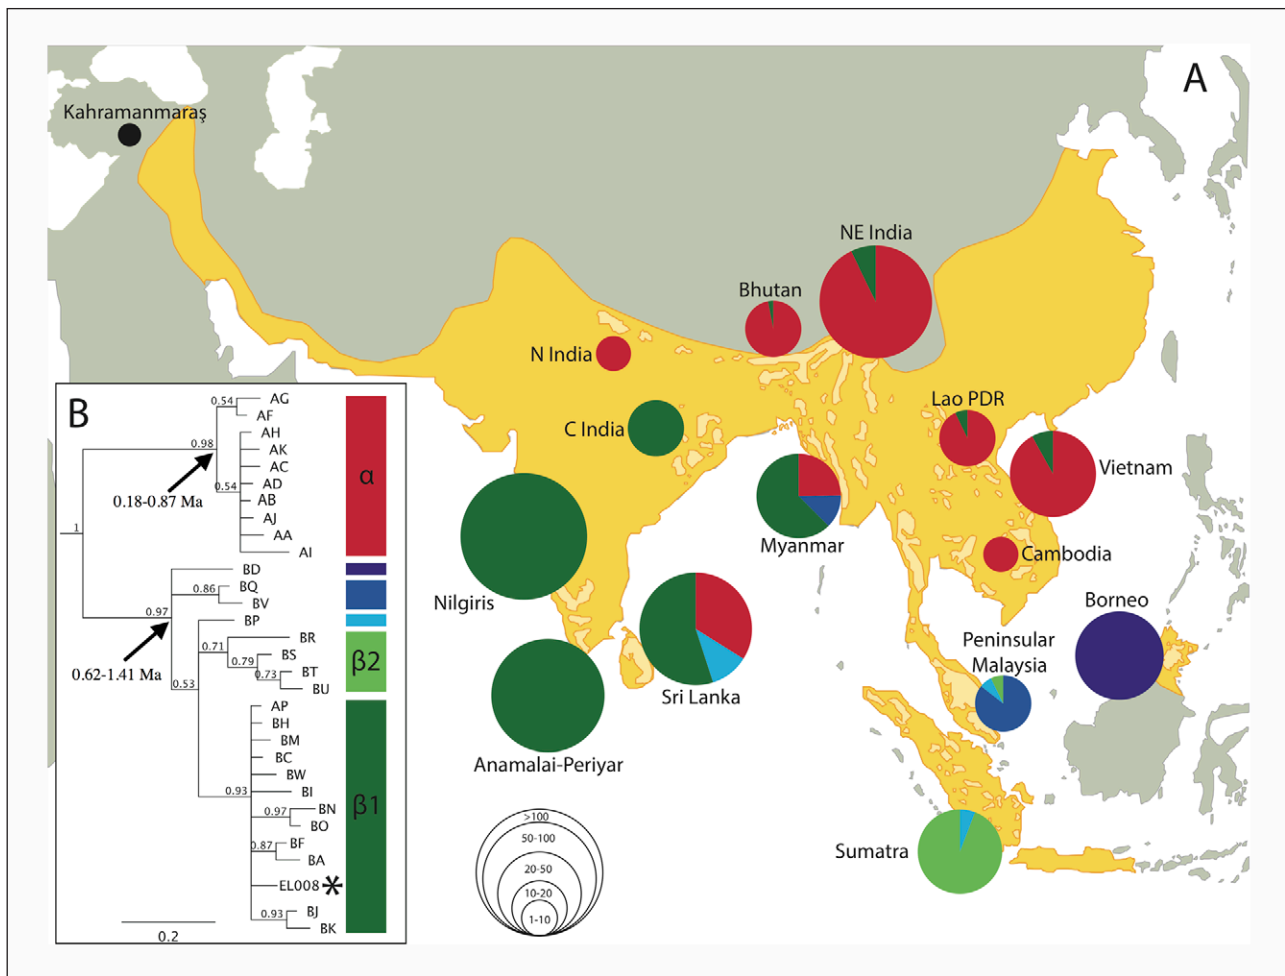 A
Kahramanmaraş
NE India
Bhutan
N India
Lao PDR
C India
Vietnam
Myanmar
Cambodia
Nilgiris
Borneo
Peninsular
Malaysia
Sri Lanka
Anamalai-Periyar
Sumatra
>100
50-100
20-50
10-20
1-10
B
AG
0.54
AF
AH
0.98
AK
AC
α
0.54
AD
0.18-0.87 Ma
AB
AJ
1
AA
AI
BD
0.86
BQ
BV
0.97
BP
BR
0.71
BS
0.79
β2
0.73
BT
0.62-1.41 Ma
0.53
BU
AP
BH
BM
BC
BW
0.93
BI
β1
0.97
BN
BO
0.87
BF
BA
EL008*
0.93
BJ
BK
0.2